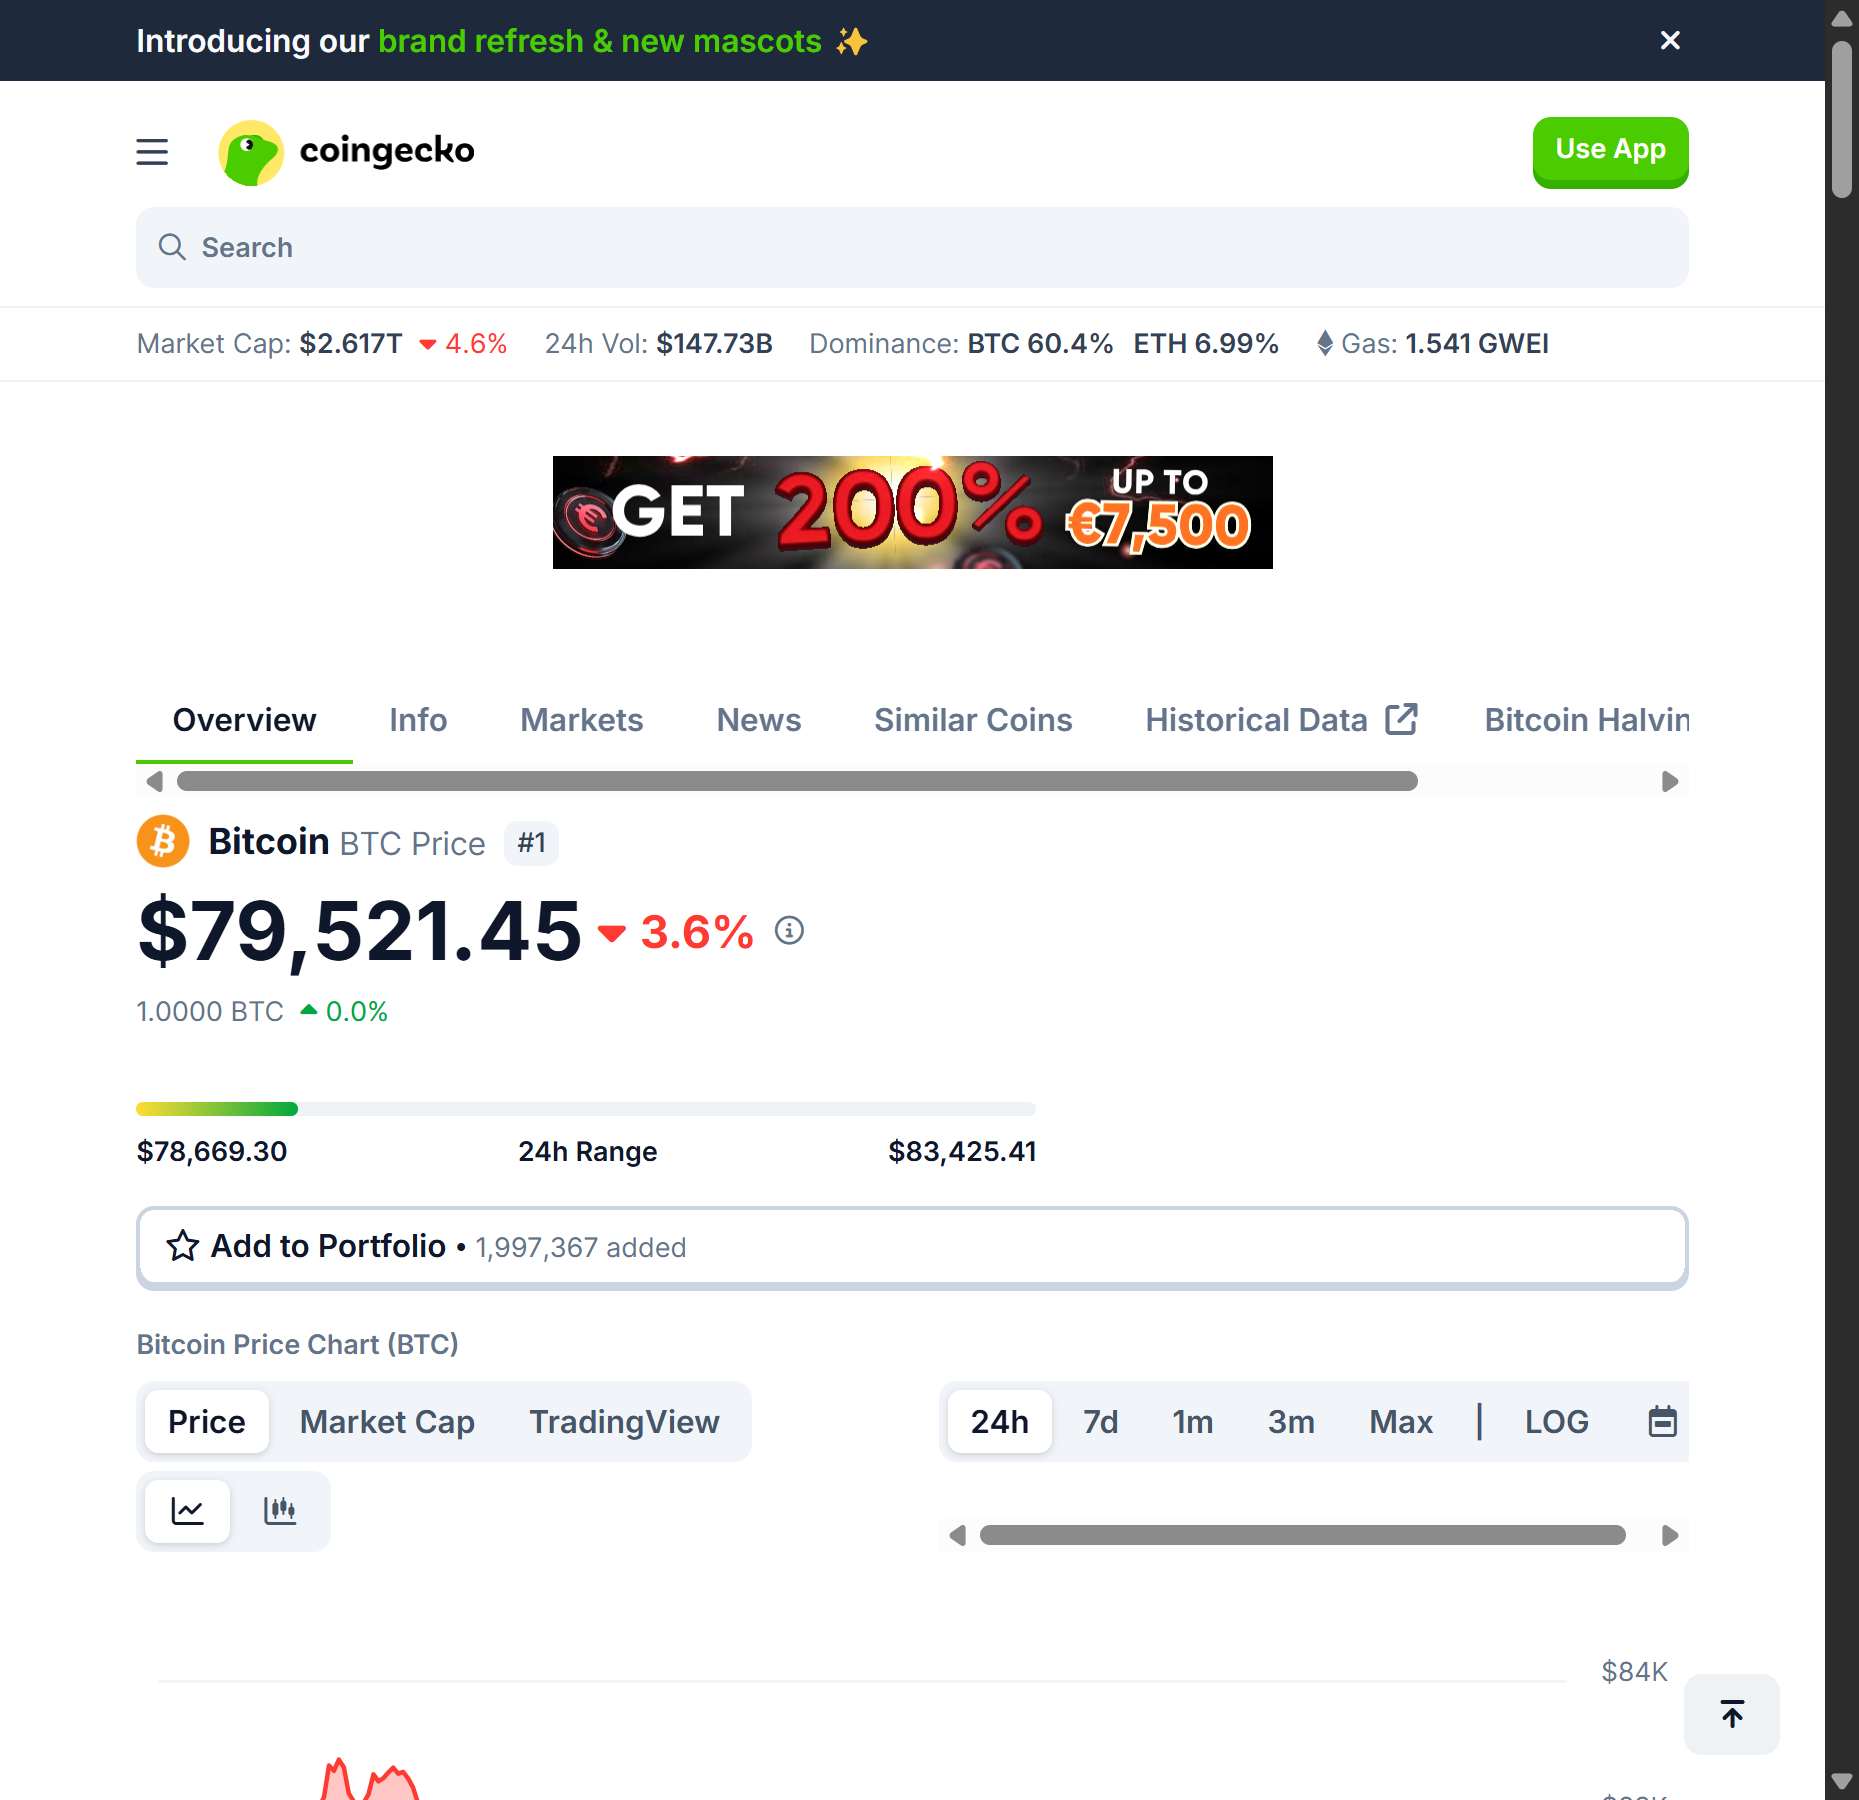 Introducing our brand refresh & new mascots ✨
coingecko
Use App
Search
Market Cap: $2.617T 4.6% 24h Vol: $147.73B Dominance: BTC 60.4% ETH 6.99% Gas: 1.541 GWEI
GET 200% UP TO €7,500
Overview Info Markets News Similar Coins Historical Data Bitcoin Halvin
Bitcoin BTC Price #1
$79,521.45 3.6%
1.0000 BTC 0.0%
$78,669.30 24h Range $83,425.41
Add to Portfolio • 1,997,367 added
Bitcoin Price Chart (BTC)
Price Market Cap TradingView 24h 7d 1m 3m Max | LOG
$84K